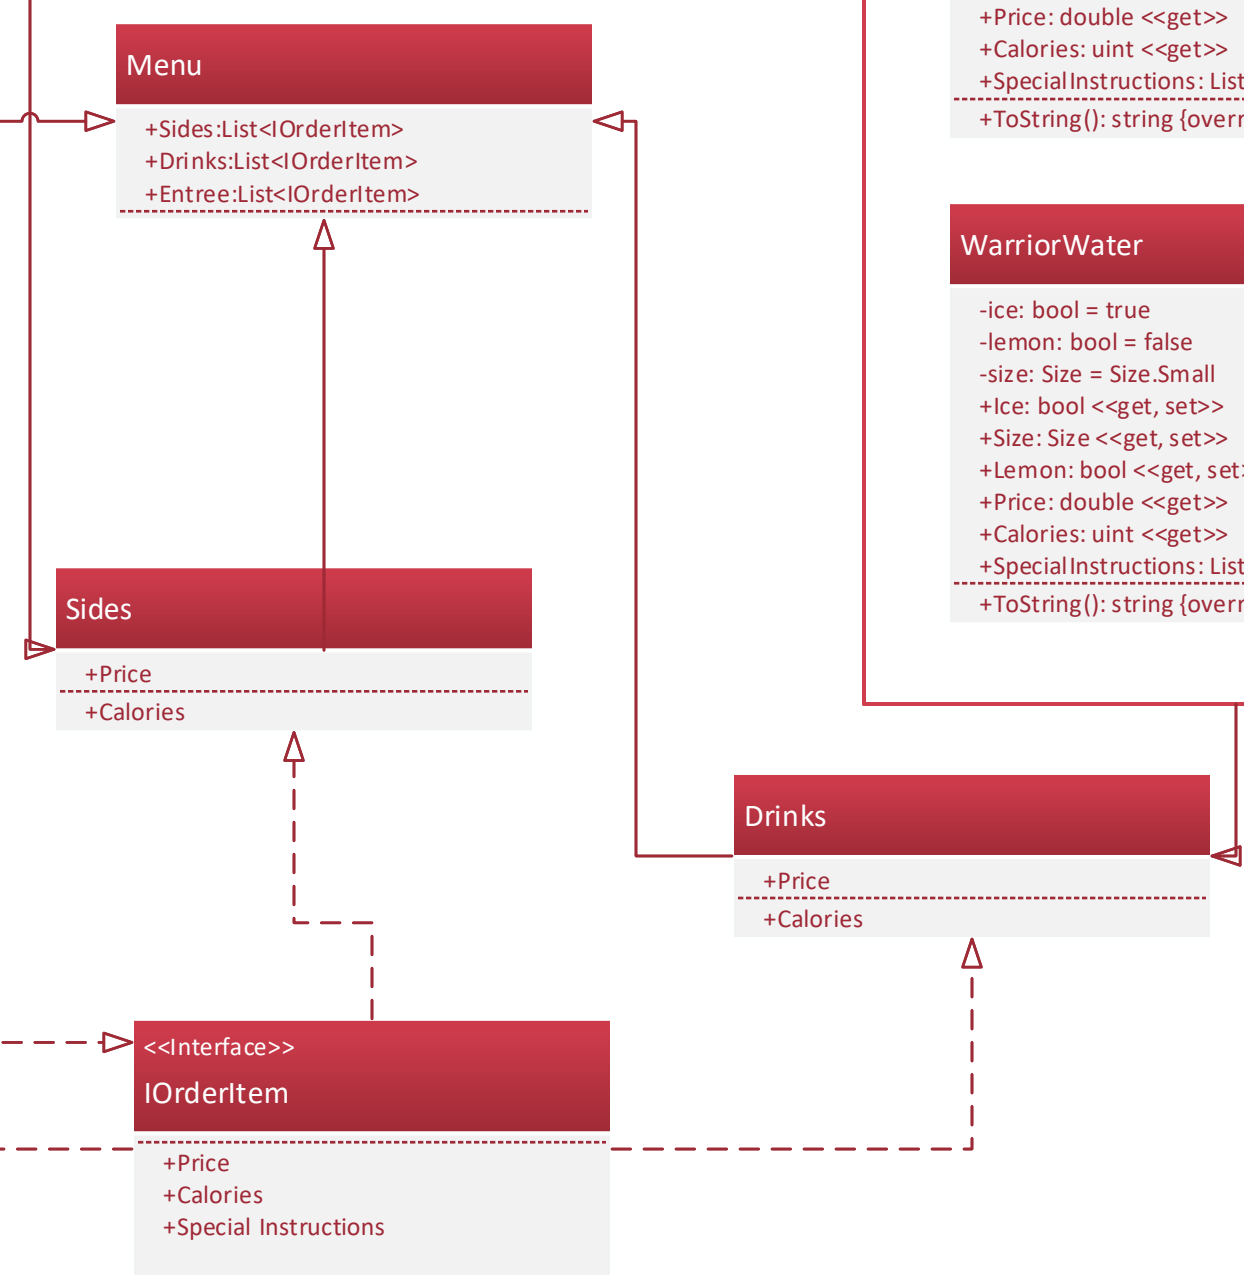 Menu
+Sides:List<IOrderItem>
+Drinks:List<IOrderItem>
+Entree:List<IOrderItem>
+Price: double <<get>>
+Calories: uint <<get>>
+SpecialInstructions: List
+ToString(): string {overr
WarriorWater
-ice: bool = true
-lemon: bool = false
-size: Size = Size.Small
+Ice: bool <<get, set>>
+Size: Size <<get, set>>
+Lemon: bool <<get, set>
+Price: double <<get>>
+Calories: uint <<get>>
+SpecialInstructions: List
+ToString(): string {overr
Sides
+Price
+Calories
Drinks
+Price
+Calories
<<Interface>>
IOrderItem
+Price
+Calories
+Special Instructions